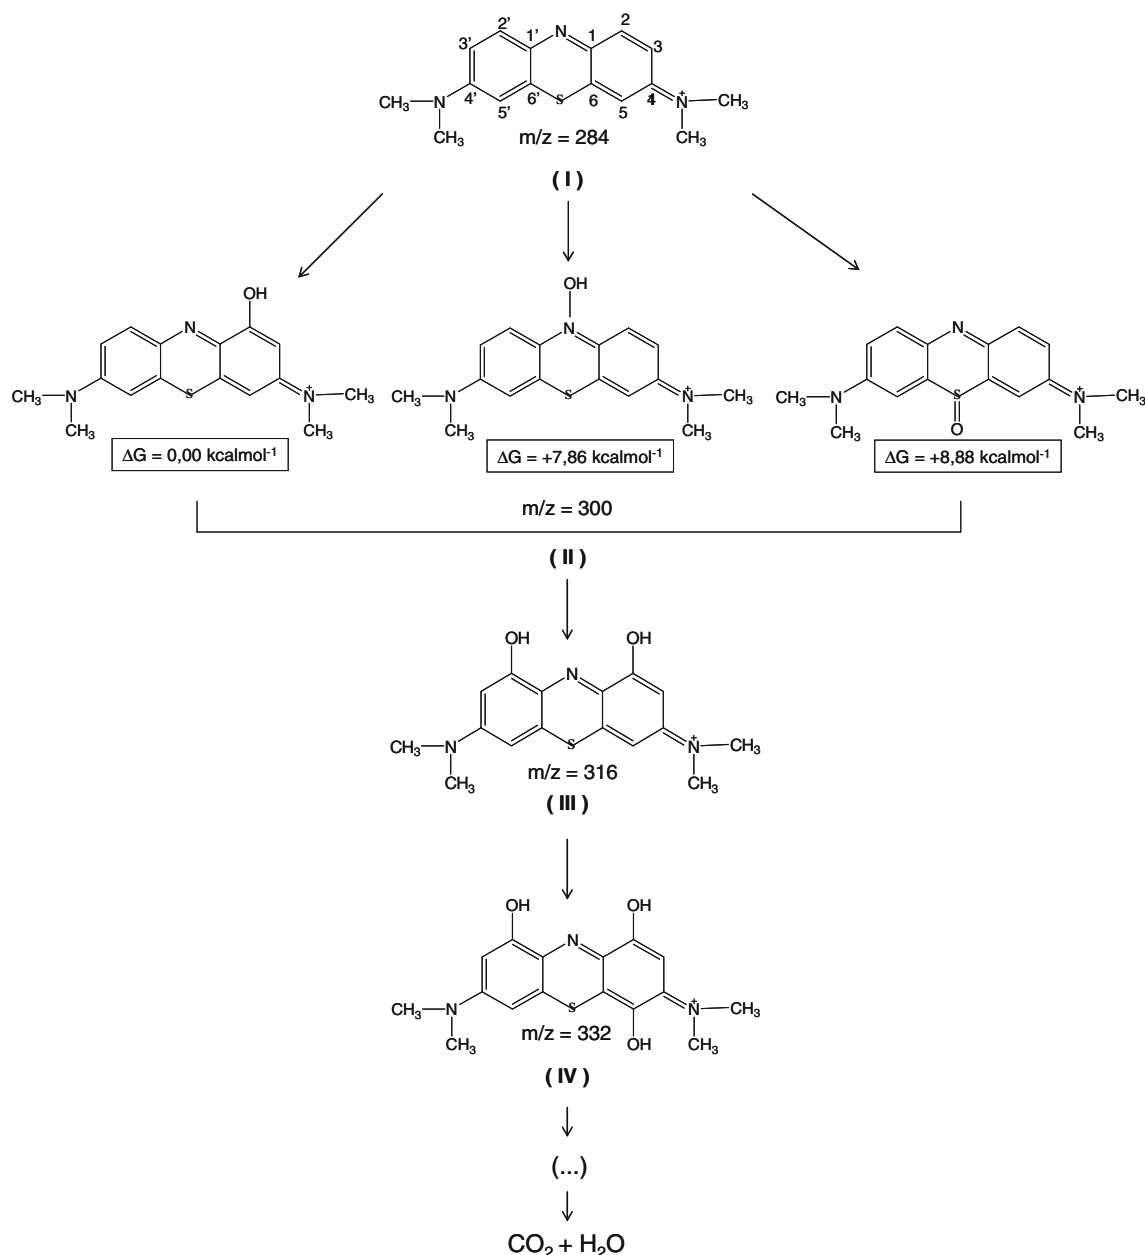 2' 1' N 1 2
3' 3
CH₃ N 4' 5' 6' S 6 5 4 N⁺ CH₃
CH₃ CH₃
m/z = 284
( I )
OH
OH
N N N
CH₃ N S N⁺ CH₃ CH₃ N S N⁺ CH₃ CH₃ N S N⁺ CH₃
CH₃ CH₃ CH₃ CH₃ CH₃ O CH₃
ΔG = 0,00 kcalmol⁻¹ ΔG = +7,86 kcalmol⁻¹ ΔG = +8,88 kcalmol⁻¹
m/z = 300
( II )
OH OH
N
CH₃ N S N⁺ CH₃
CH₃ CH₃
m/z = 316
( III )
OH OH
N
CH₃ N S N⁺ CH₃
m/z = 332
CH₃ OH CH₃
( IV )
(...)
CO₂ + H₂O